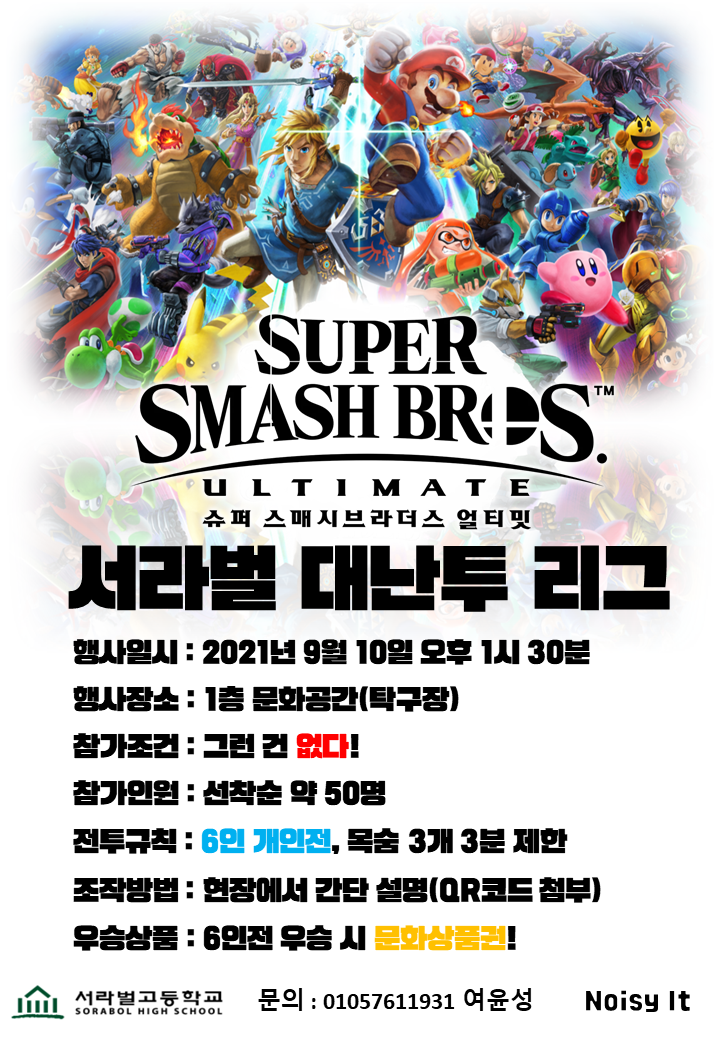 SUPER
SMASH BROS.™
ULTIMATE
슈퍼 스매시브라더스 얼티밋
서라벌 대난투 리그
행사일시 : 2021년 9월 10일 오후 1시 30분
행사장소 : 1층 문화공간(탁구장)
참가조건 : 그런 건 없다!
참가인원 : 선착순 약 50명
전투규칙 : 6인 개인전, 목숨 3개 3분 제한
조작방법 : 현장에서 간단 설명(QR코드 첨부)
우승상품 : 6인전 우승 시 문화상품권!
서라벌고등학교
SORABOL HIGH SCHOOL
문의 : 01057611931 여윤성
Noisy It